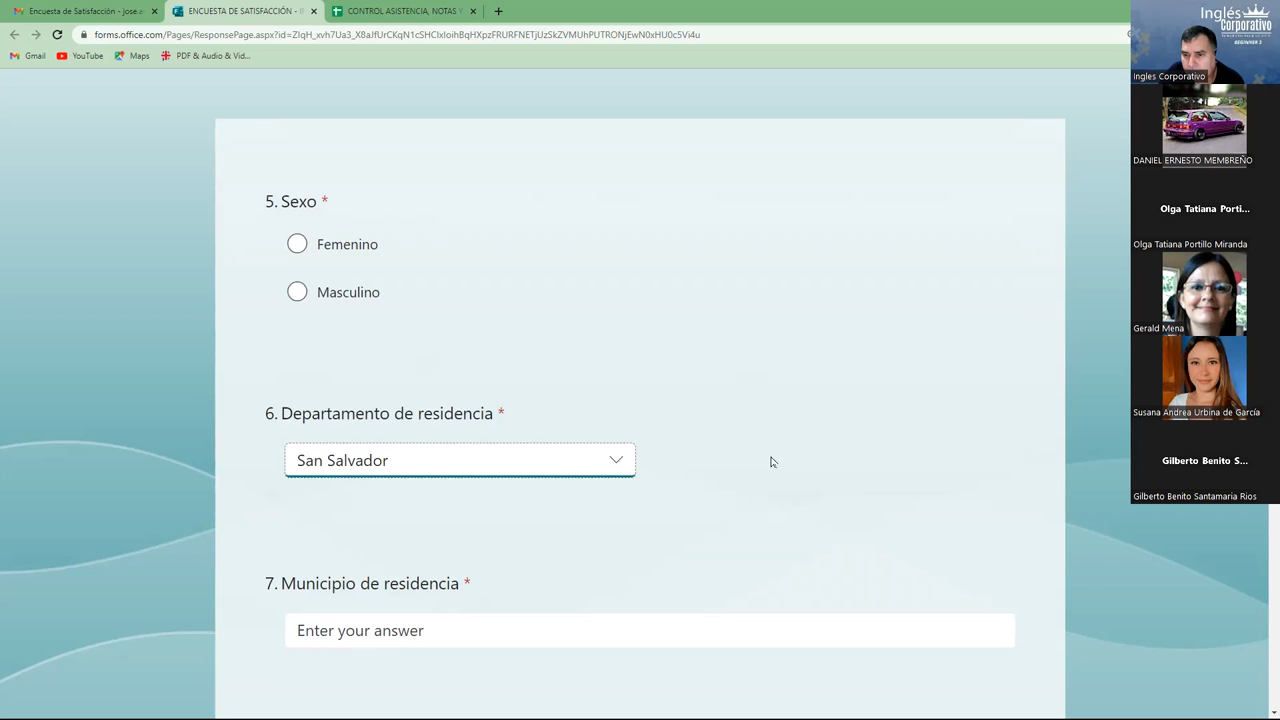 Encuesta de Satisfacción - jose.a
ENCUESTA DE SATISFACCIÓN -
CONTROL ASISTENCIA, NOTAS Y
forms.office.com/Pages/ResponsePage.aspx?id=
Gmail
YouTube
Maps
PDF & Audio & Vid...
5. Sexo *
Femenino
Masculino
6. Departamento de residencia *
San Salvador
7. Municipio de residencia *
Enter your answer
Inglés
Corporativo
BEGINNER 2
Ingles Corporativo
DANIEL ERNESTO MEMBREÑO
Olga Tatiana Porti...
Olga Tatiana Portillo Miranda
Gerald Mena
Susana Andrea Urbina de García
Gilberto Benito S...
Gilberto Benito Santamaria Rios